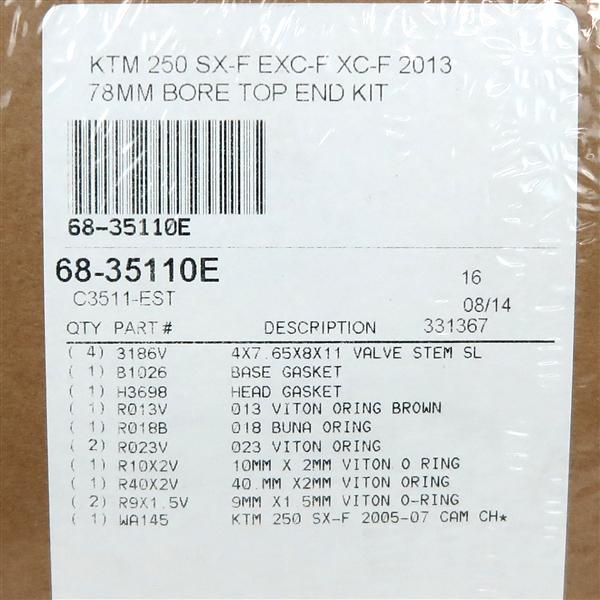 KTM 250 SX-F EXC-F XC-F 2013
78MM BORE TOP END KIT
68-35110E
68-35110E
16
C3511-EST
08/14
QTY PART # DESCRIPTION 331367
( 4) 3186V 4X7.65X8X11 VALVE STEM SL
( 1) B1026 BASE GASKET
( 1) H3698 HEAD GASKET
( 1) R013V 013 VITON ORING BROWN
( 1) R018B 018 BUNA ORING
( 2) R023V 023 VITON ORING
( 1) R10X2V 10MM X 2MM VITON O RING
( 1) R40X2V 40.MM X2MM VITON ORING
( 2) R9X1.5V 9MM X1.5MM VITON O-RING
( 1) WA145 KTM 250 SX-F 2005-07 CAM CH*